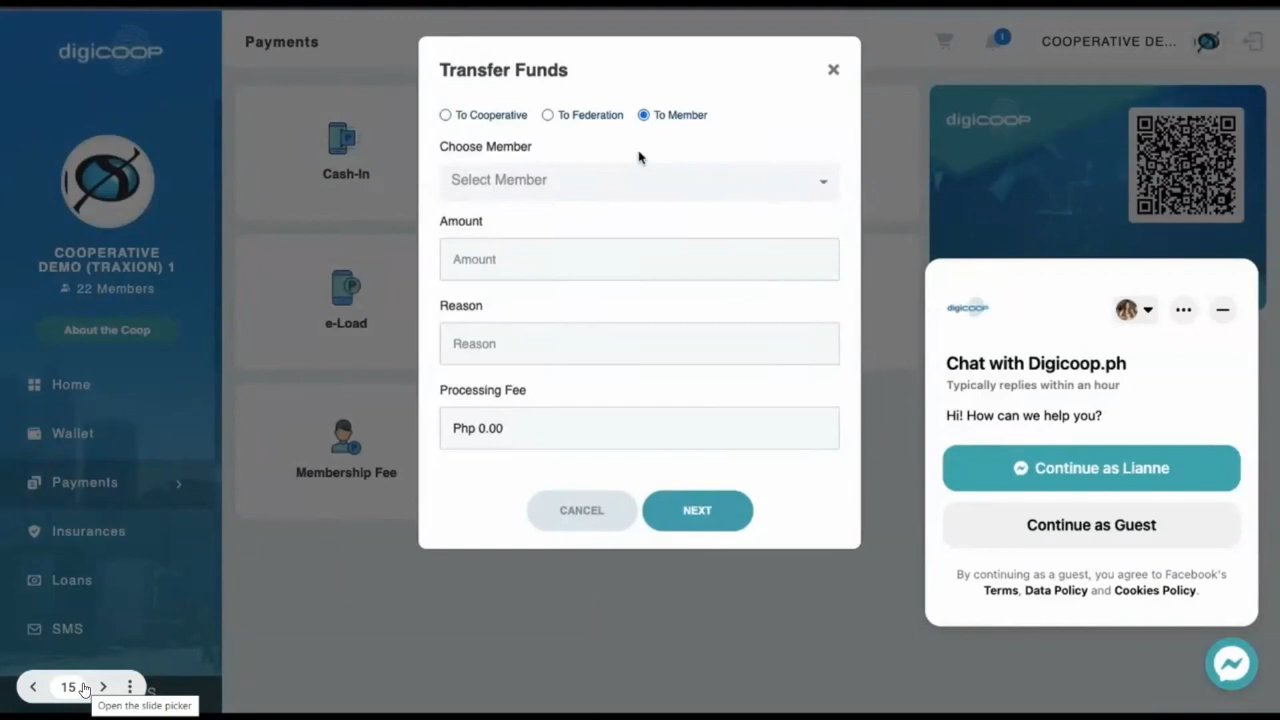 digiCOOP
COOPERATIVE
DEMO (TRAXION) 1
22 Members
About the Coop
Home
Wallet
Payments
Insurances
Loans
SMS
15
Open the slide picker
Payments
1
COOPERATIVE DE...
Cash-In
e-Load
Membership Fee
Transfer Funds
To Cooperative To Federation To Member
Choose Member
Select Member
Amount
Amount
Reason
Reason
Processing Fee
Php 0.00
CANCEL NEXT
digiCOOP
digiCOOP
Chat with Digicoop.ph
Typically replies within an hour
Hi! How can we help you?
Continue as Lianne
Continue as Guest
By continuing as a guest, you agree to Facebook's
Terms, Data Policy and Cookies Policy.